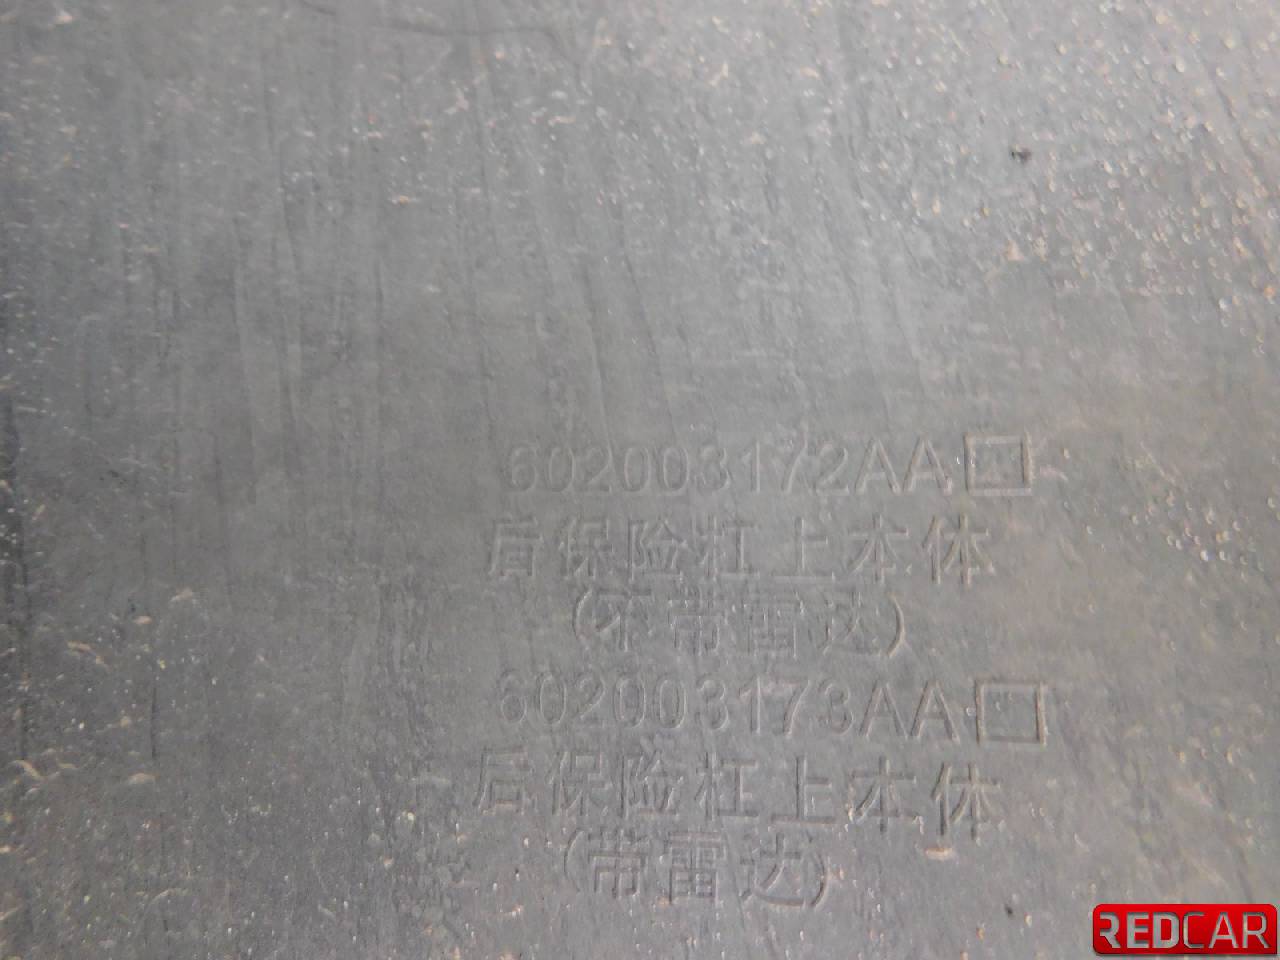 602003172AA
后保险杠上本体
(不带雷达)
602003173AA
后保险杠上本体
(带雷达)
REDCAR